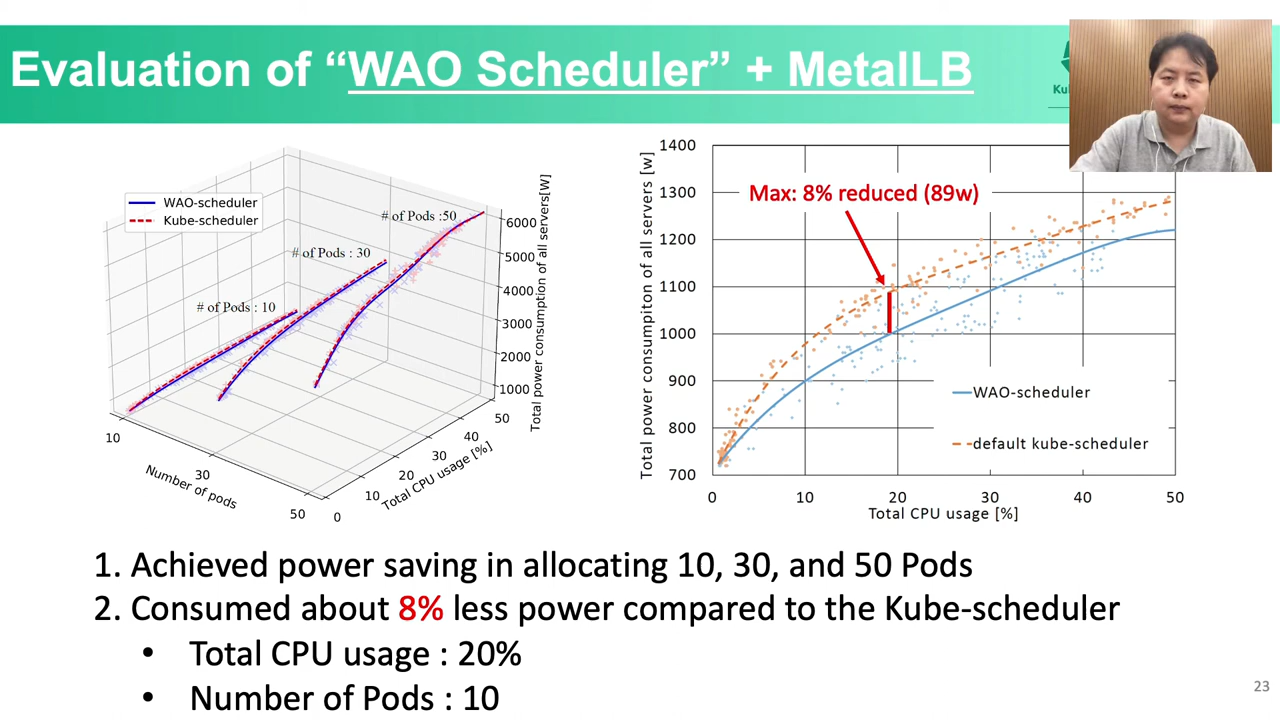 Evaluation of “WAO Scheduler” + MetalLB
WAO-scheduler
Kube-scheduler
# of Pods :50
# of Pods : 30
# of Pods : 10
6000
5000
4000
3000
2000
1000
Total power consumption of all servers[W]
10
30
50
Number of pods
0
10
20
30
40
50
Total CPU usage [%]
1400
1300
1200
1100
1000
900
800
700
Total power consumpiton of all servers [w]
Max: 8% reduced (89w)
WAO-scheduler
default kube-scheduler
0
10
20
30
40
50
Total CPU usage [%]
1. Achieved power saving in allocating 10, 30, and 50 Pods
2. Consumed about 8% less power compared to the Kube-scheduler
• Total CPU usage : 20%
• Number of Pods : 10
23